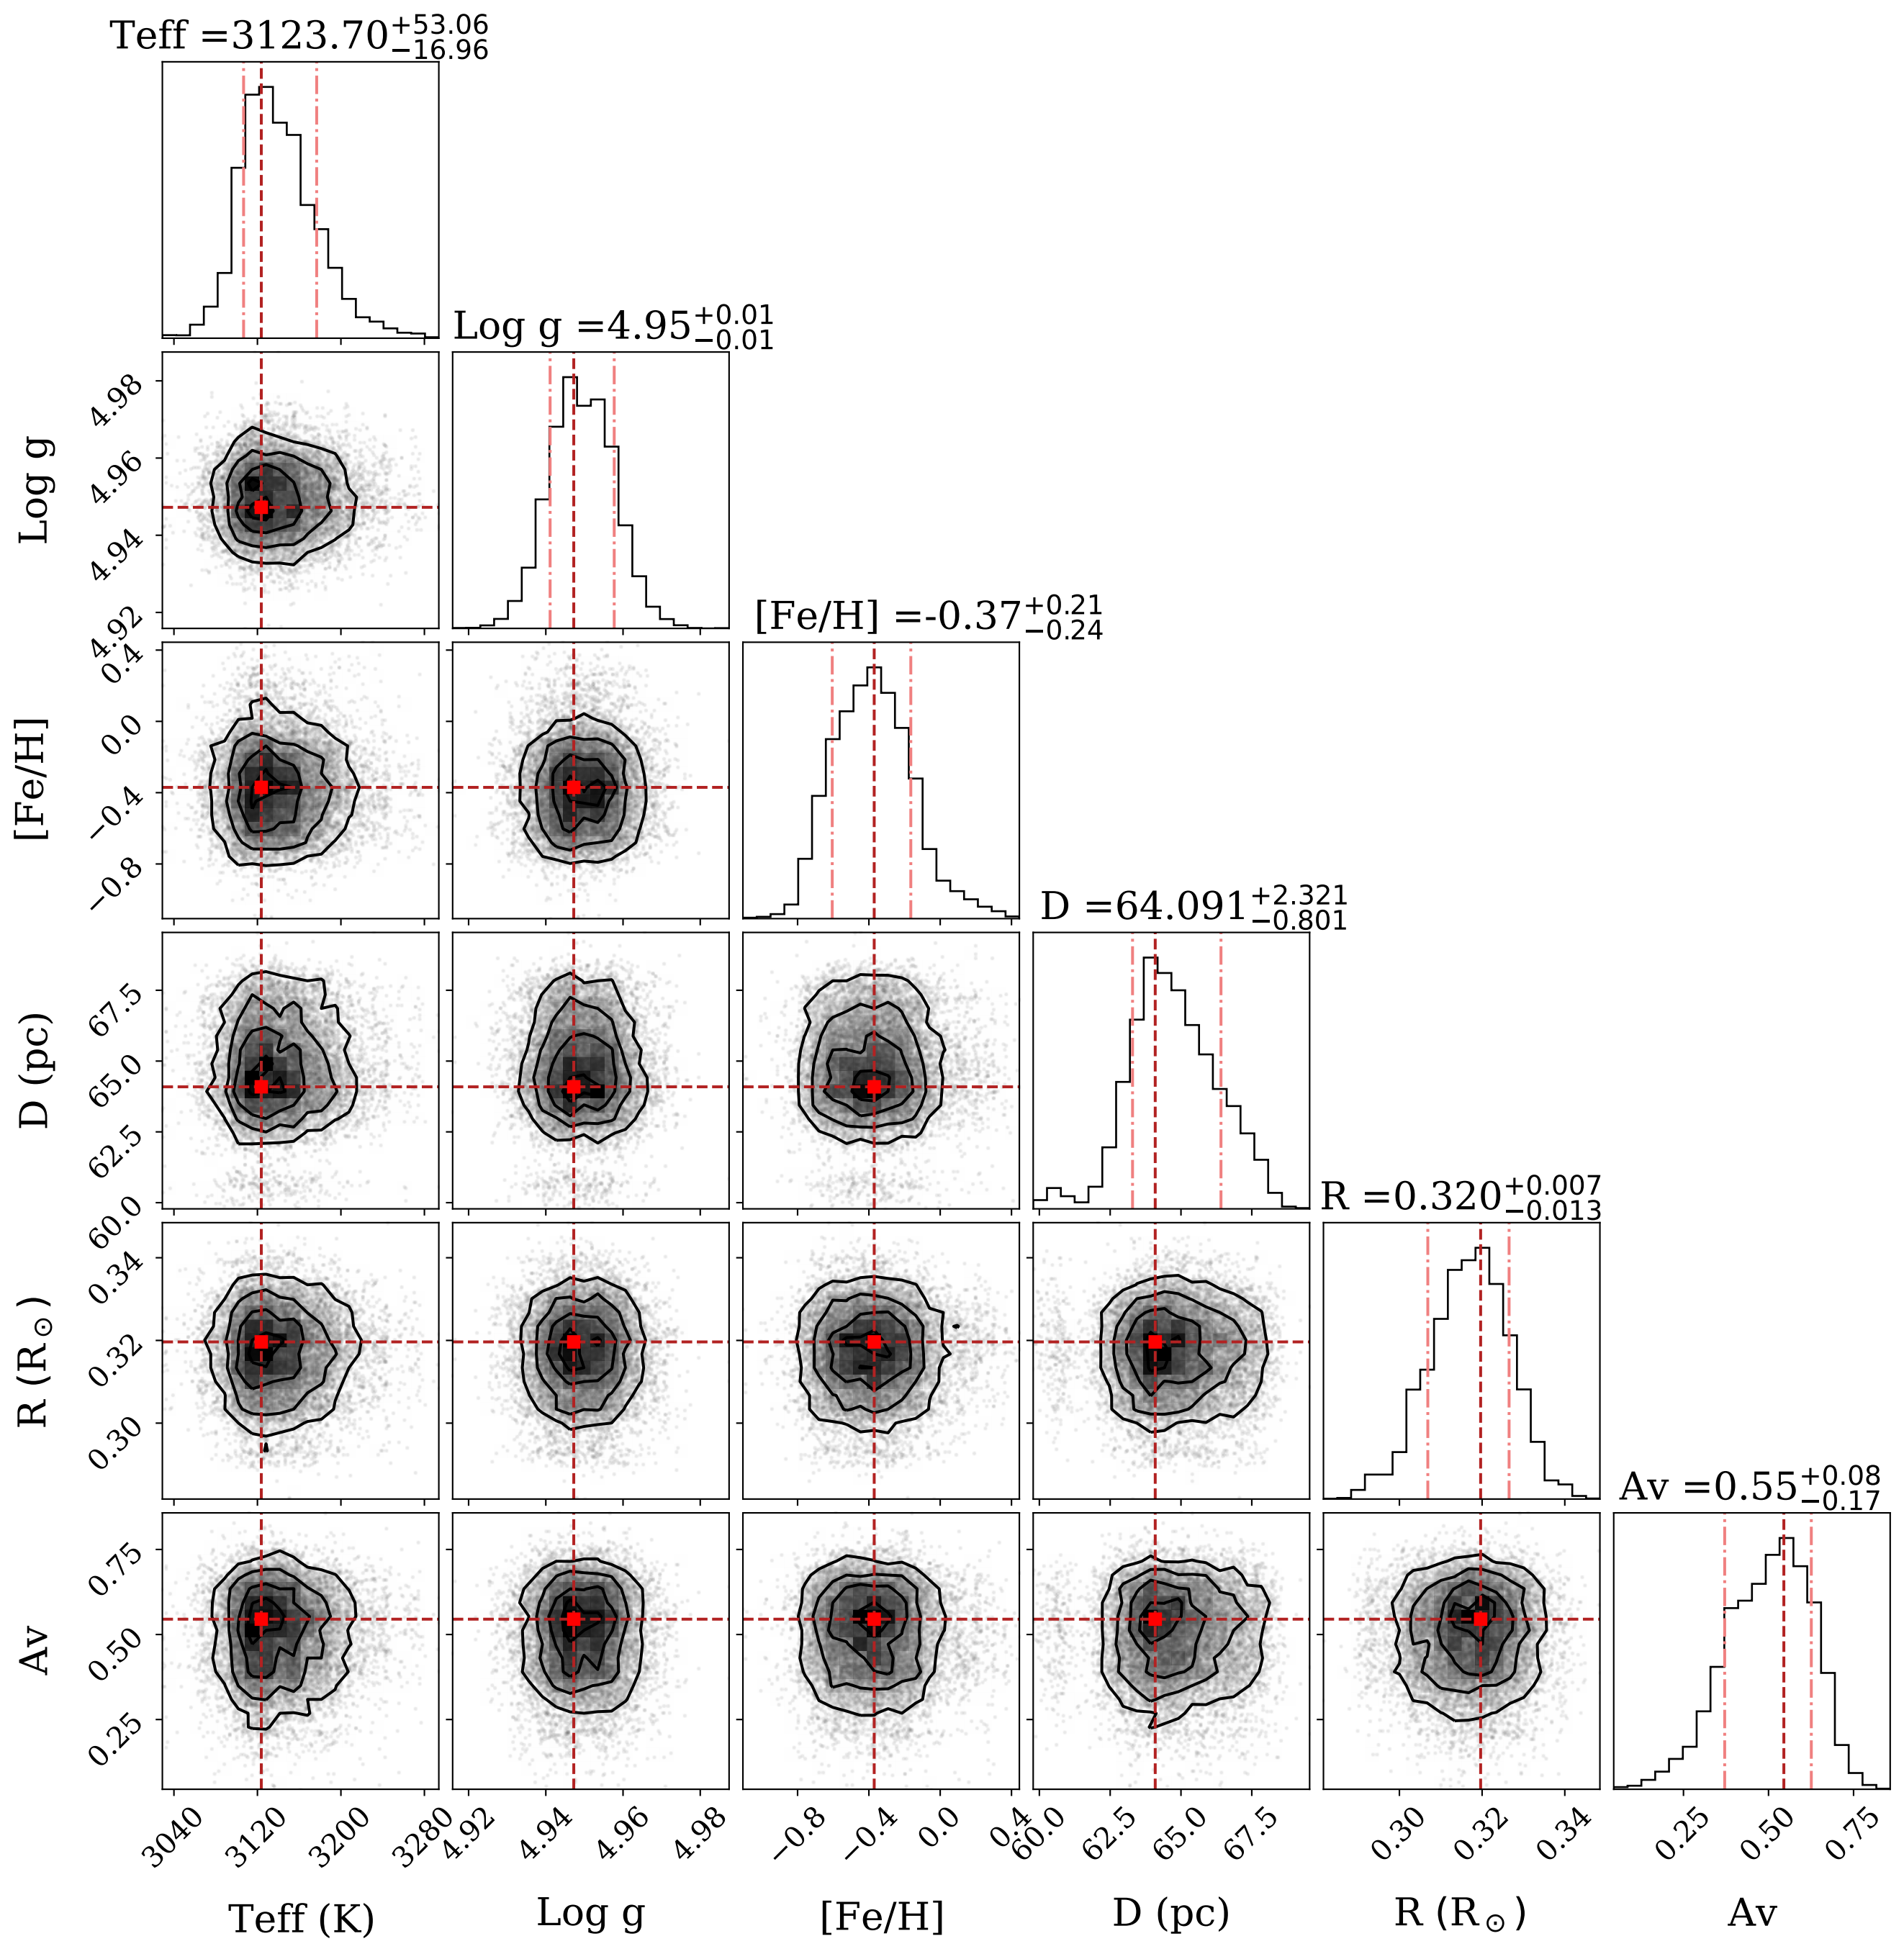 Teff =3123.70+53.06−16.96
Log g =4.95+0.01−0.01
4.98
4.96
4.94
4.92
Log g
[Fe/H] =-0.37+0.21−0.24
0.4
0.0
−0.4
−0.8
[Fe/H]
D =64.091+2.321−0.801
67.5
65.0
62.5
60.0
D (pc)
R =0.320+0.007−0.013
0.34
0.32
0.30
R (R⊙)
Av =0.55+0.08−0.17
0.75
0.50
0.25
Av
3040 3120 3200 3280 4.92 4.94 4.96 4.98 −0.8 −0.4 0.0 0.4 60.0 62.5 65.0 67.5 0.30 0.32 0.34 0.25 0.50 0.75
Teff (K) Log g [Fe/H] D (pc) R (R⊙) Av